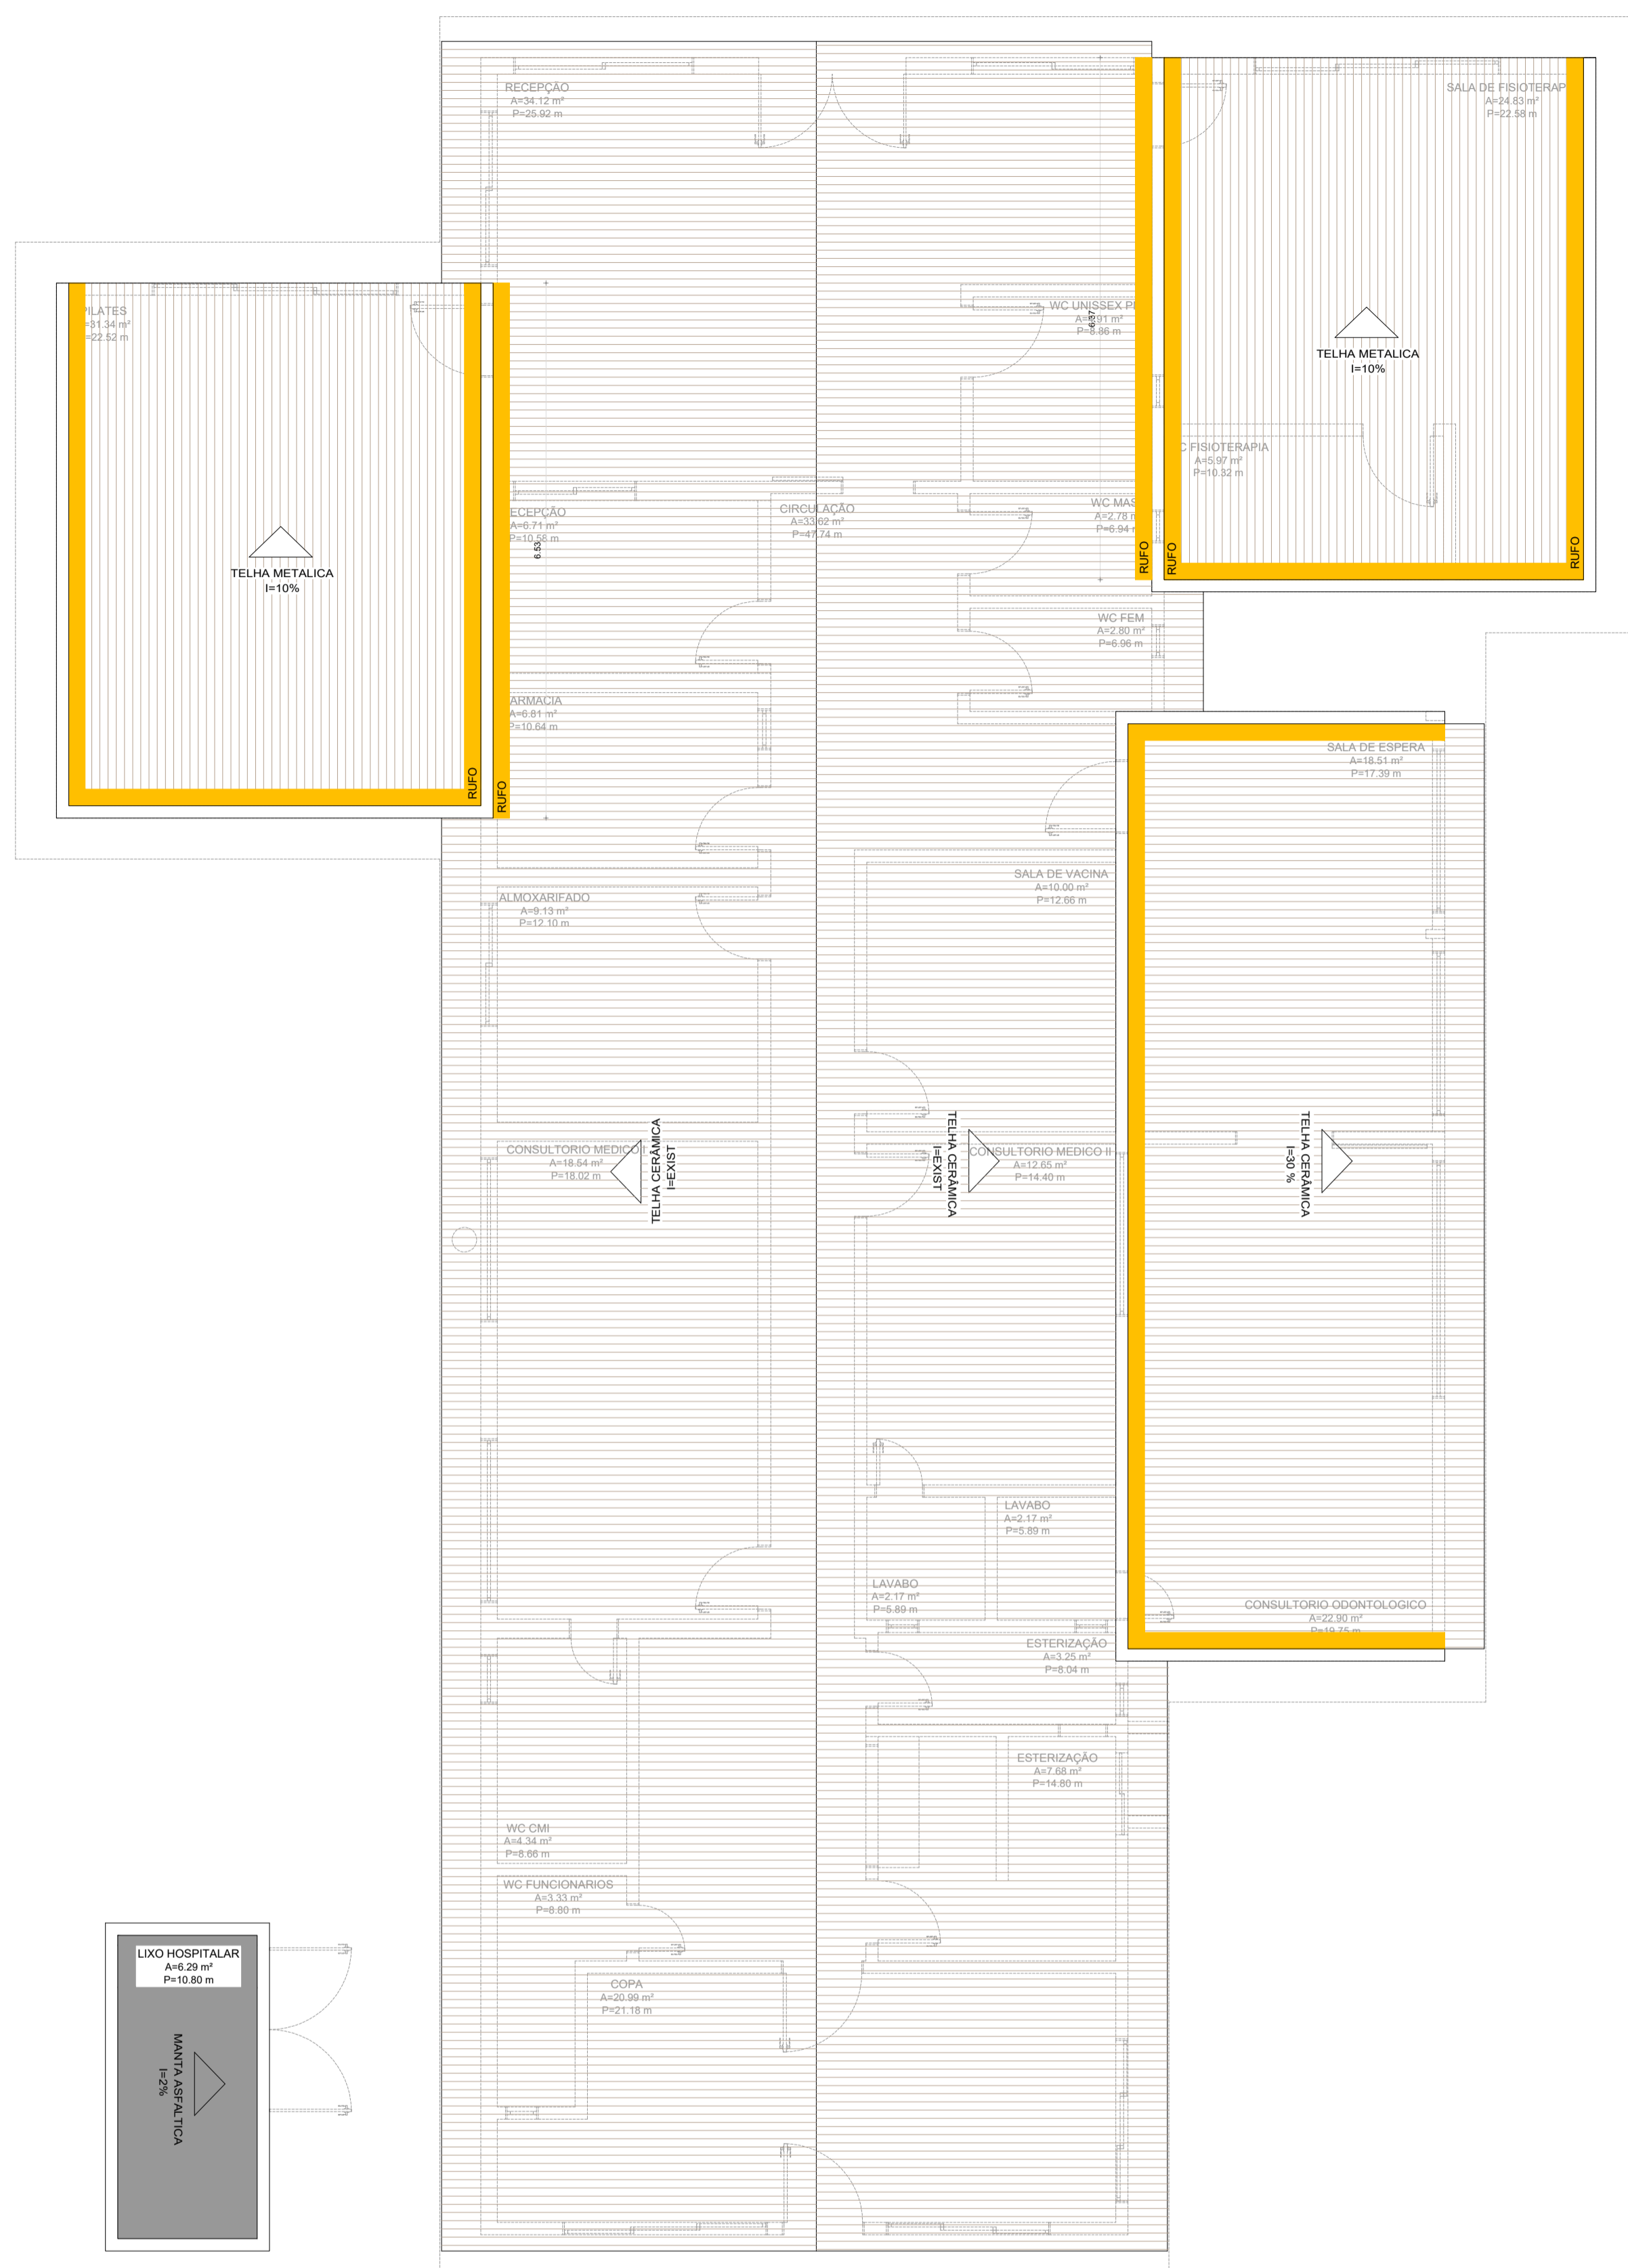 RECEPÇÃO
A=34.12 m²
P=25.92 m
SALA DE FISIOTERAP
A=24.83 m²
P=22.58 m
PILATES
=31.34 m²
=22.52 m
WC UNISSEX P
P=8.86 m
6.37
TELHA METALICA
I=10%
C FISIOTERAPIA
A=5.97 m²
P=10.32 m
ECEPÇÃO
A=6.71 m²
P=10.58 m
6.53
CIRCULAÇÃO
A=33.62 m²
P=47.74 m
WC MAS
A=2.78 m
P=6.94
RUFO
RUFO
RUFO
TELHA METALICA
I=10%
WC FEM
A=2.80 m²
P=6.96 m
ARMACIA
A=6.81 m²
P=10.64 m
RUFO
RUFO
SALA DE ESPERA
A=18.51 m²
P=17.39 m
SALA DE VACINA
A=10.00 m²
P=12.66 m
ALMOXARIFADO
A=9.13 m²
P=12.10 m
CONSULTORIO MEDICO I
A=18.54 m²
P=18.02 m
TELHA CERÂMICA
I=EXIST
TELHA CERÂMICA
I=EXIST
CONSULTORIO MEDICO II
A=12.65 m²
P=14.40 m
TELHA CERÂMICA
I=30 %
LAVABO
A=2.17 m²
P=5.89 m
LAVABO
A=2.17 m²
P=5.89 m
CONSULTORIO ODONTOLOGICO
A=22.90 m²
P=19.75 m
ESTERIZAÇÃO
A=3.25 m²
P=8.04 m
ESTERIZAÇÃO
A=7.68 m²
P=14.80 m
WC CMI
A=4.34 m²
P=8.66 m
WC FUNCIONARIOS
A=3.33 m²
P=8.80 m
LIXO HOSPITALAR
A=6.29 m²
P=10.80 m
COPA
A=20.99 m²
P=21.18 m
MANTA ASFALTICA
I=2%